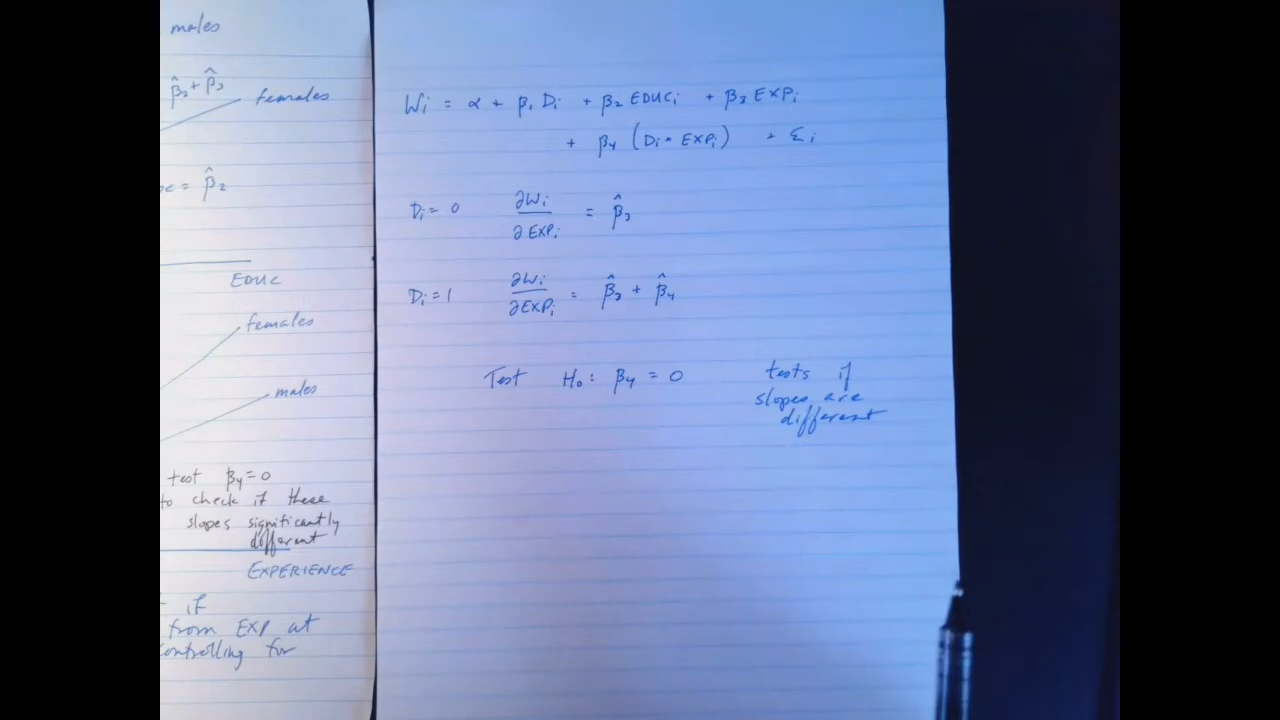 males
β̂₂ + β̂₃
females
= β̂₂
EDUC
females
males
test β₄ = 0
to check if these
slopes significantly
different
EXPERIENCE
if
from EXP at
controlling for
Wi = α + β₁ Di + β₂ EDUCi + β₃ EXPi
+ β₄ (Di * EXPi) + Σi
Di = 0 ∂Wi / ∂EXPi = β̂₃
Di = 1 ∂Wi / ∂EXPi = β̂₃ + β̂₄
Test H₀: β₄ = 0
tests if
slopes are
different